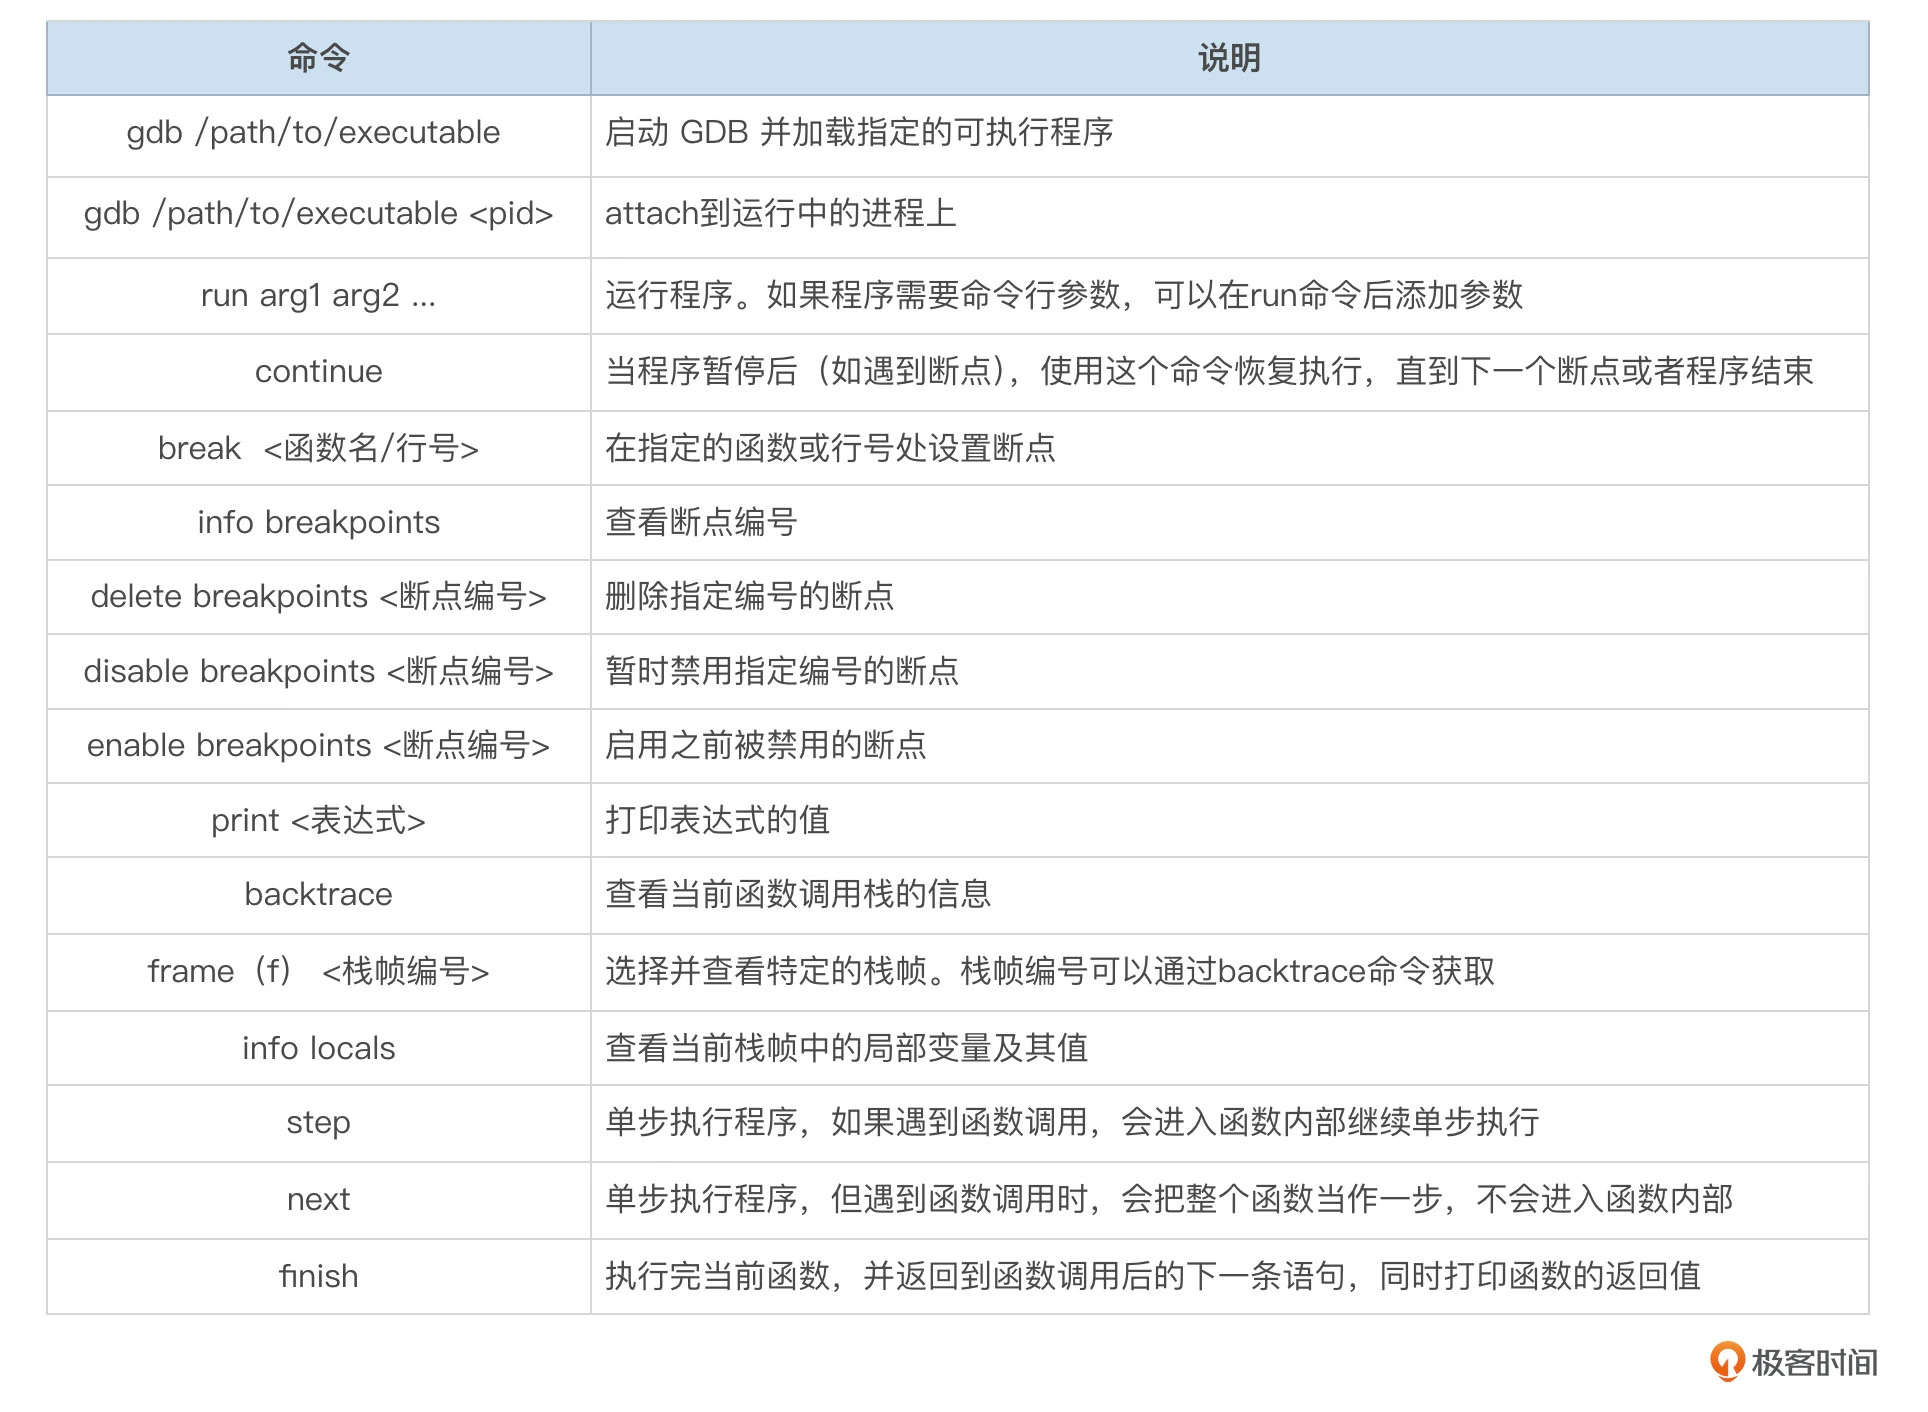 命令 说明
gdb /path/to/executable 启动 GDB 并加载指定的可执行程序
gdb /path/to/executable <pid> attach到运行中的进程上
run arg1 arg2 ... 运行程序。如果程序需要命令行参数，可以在run命令后添加参数
continue 当程序暂停后（如遇到断点），使用这个命令恢复执行，直到下一个断点或者程序结束
break <函数名/行号> 在指定的函数或行号处设置断点
info breakpoints 查看断点编号
delete breakpoints <断点编号> 删除指定编号的断点
disable breakpoints <断点编号> 暂时禁用指定编号的断点
enable breakpoints <断点编号> 启用之前被禁用的断点
print <表达式> 打印表达式的值
backtrace 查看当前函数调用栈的信息
frame（f） <栈帧编号> 选择并查看特定的栈帧。栈帧编号可以通过backtrace命令获取
info locals 查看当前栈帧中的局部变量及其值
step 单步执行程序，如果遇到函数调用，会进入函数内部继续单步执行
next 单步执行程序，但遇到函数调用时，会把整个函数当作一步，不会进入函数内部
finish 执行完当前函数，并返回到函数调用后的下一条语句，同时打印函数的返回值
极客时间